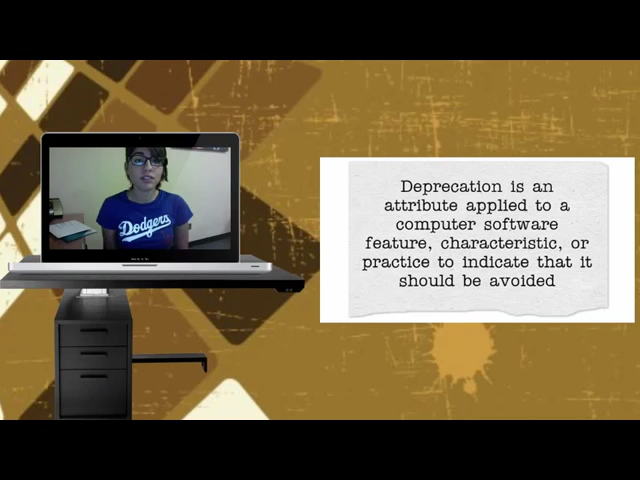 Dodgers
Deprecation is an
attribute applied to a
computer software
feature, characteristic, or
practice to indicate that it
should be avoided